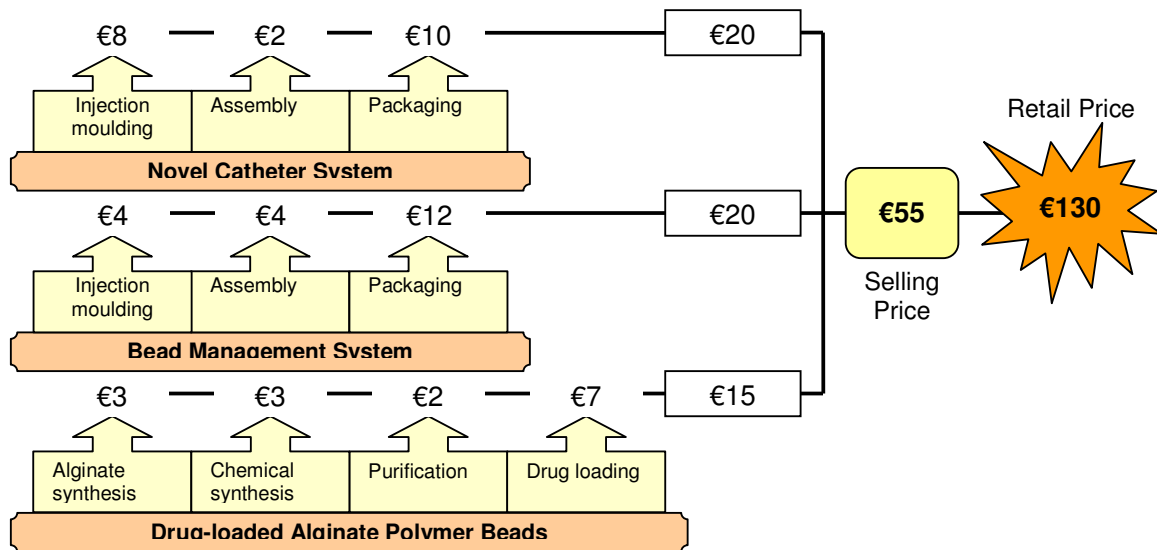 €8 €2 €10 €20
Injection moulding Assembly Packaging
Novel Catheter System
Retail Price
€4 €4 €12 €20 €55 €130
Injection moulding Assembly Packaging
Selling
Price
Bead Management System
€3 €3 €2 €7 €15
Alginate synthesis Chemical synthesis Purification Drug loading
Drug-loaded Alginate Polymer Beads